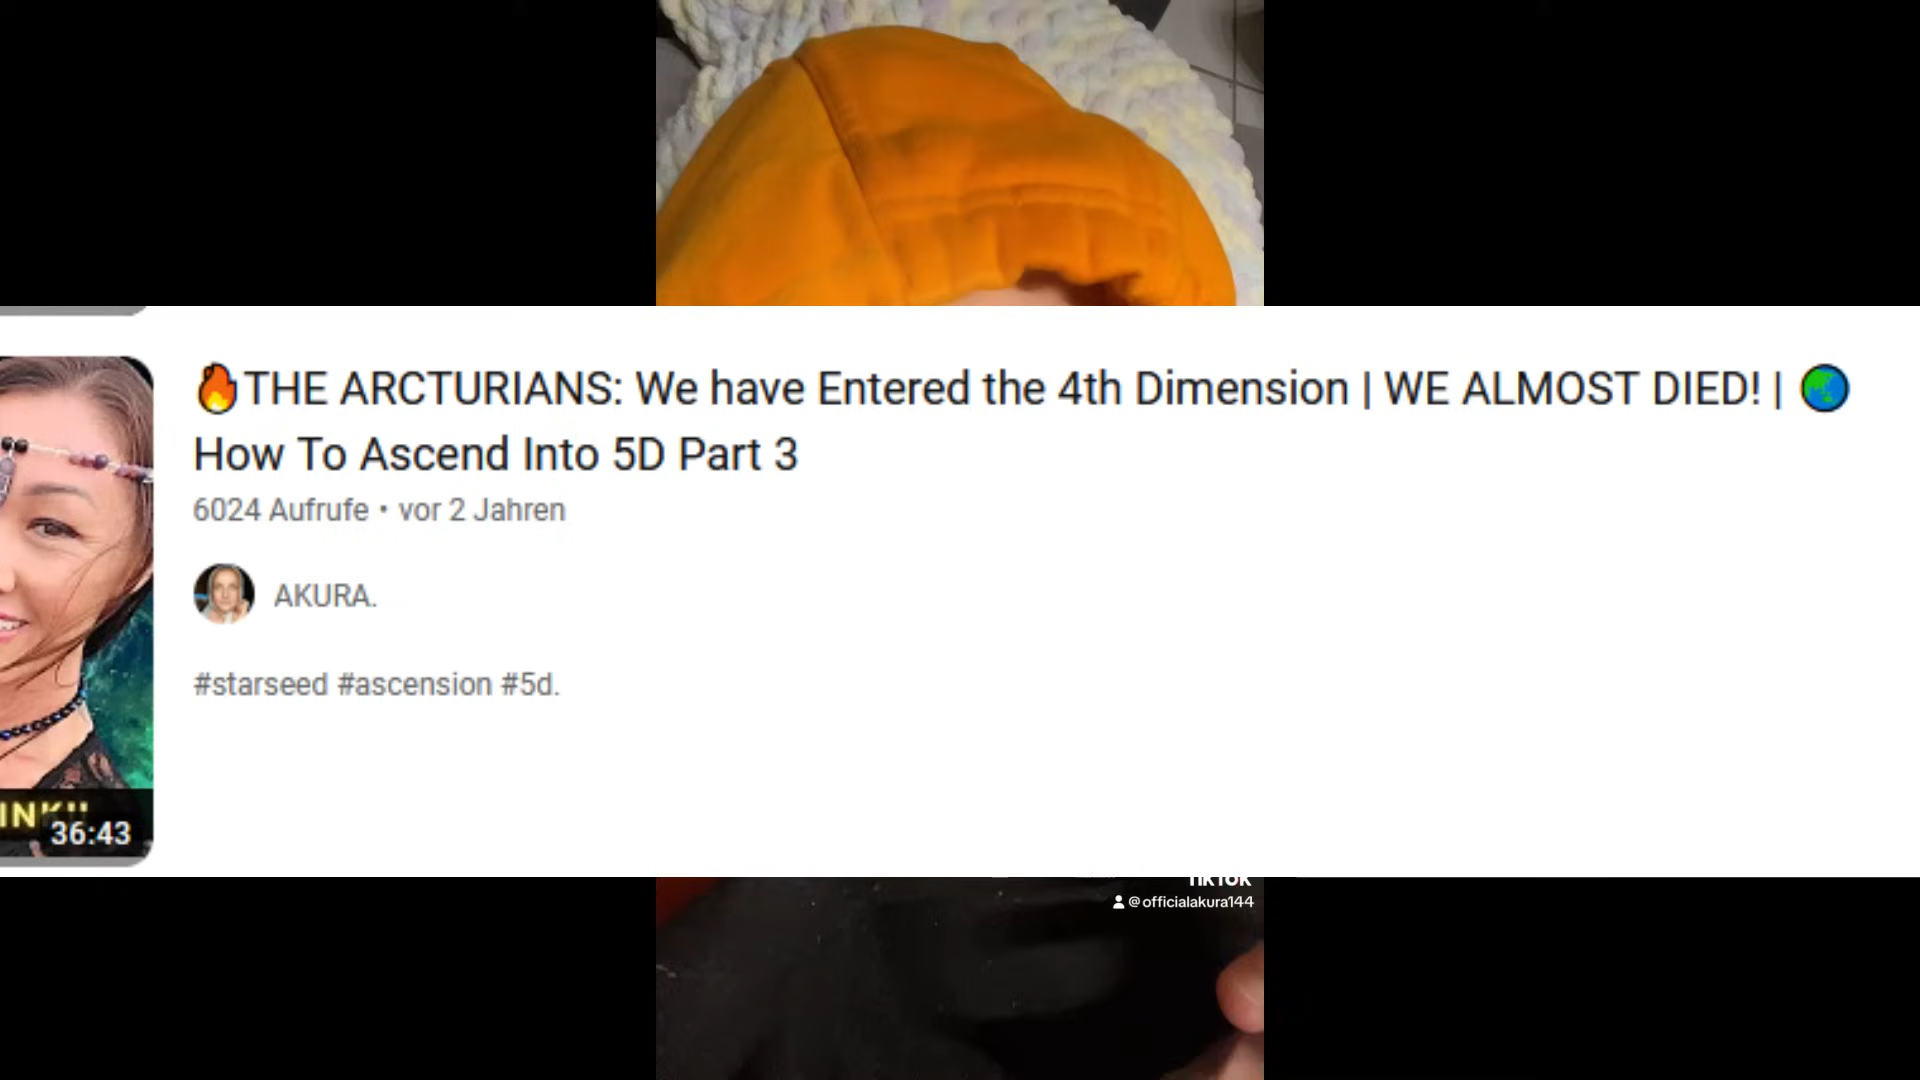 🔥THE ARCTURIANS: We have Entered the 4th Dimension | WE ALMOST DIED! | 🌏
How To Ascend Into 5D Part 3
6024 Aufrufe • vor 2 Jahren
AKURA.
#starseed #ascension #5d.
36:43
TikTok
@officialakura144